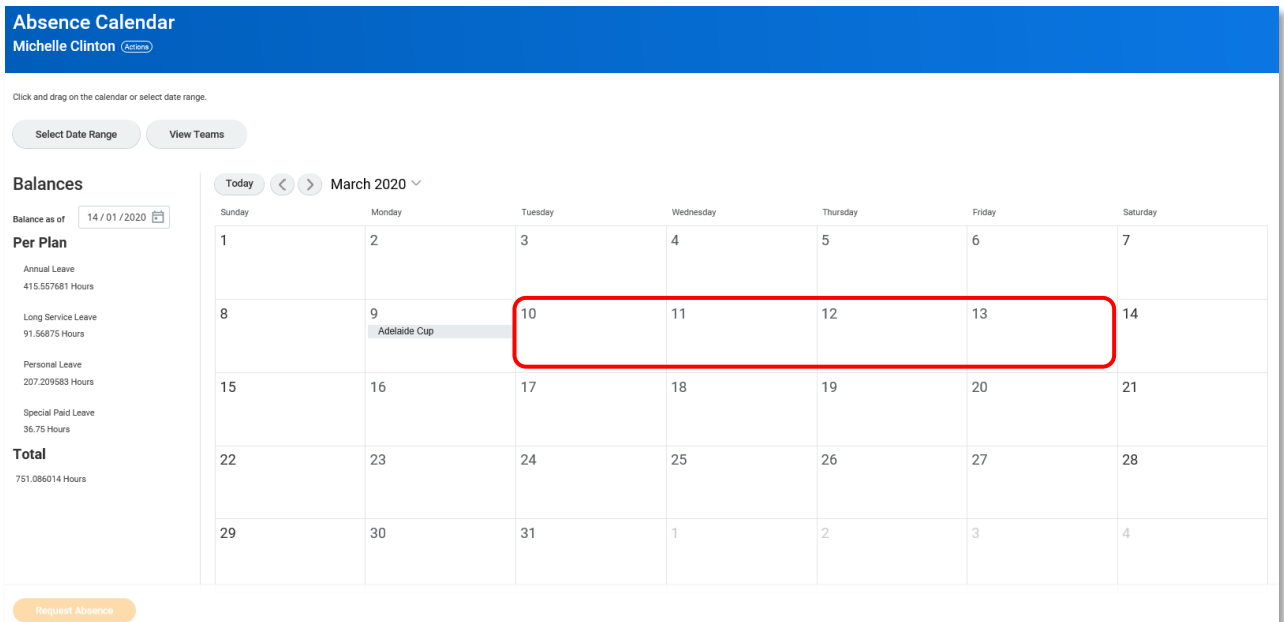 Absence Calendar
Michelle Clinton Actions
Click and drag on the calendar or select date range.
Select Date Range View Teams
Balances
Balance as of 14 / 01 / 2020
Per Plan
Annual Leave
415.557681 Hours
Long Service Leave
91.56875 Hours
Personal Leave
207.209583 Hours
Special Paid Leave
36.75 Hours
Total
751.086014 Hours
Today March 2020
Sunday Monday Tuesday Wednesday Thursday Friday Saturday
1 2 3 4 5 6 7
8 9 10 11 12 13 14
Adelaide Cup
15 16 17 18 19 20 21
22 23 24 25 26 27 28
29 30 31 1 2 3 4
Request Absence